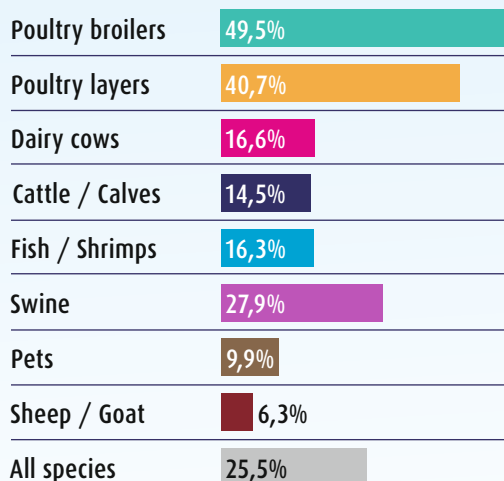 Poultry broilers 49,5%
Poultry layers 40,7%
Dairy cows 16,6%
Cattle / Calves 14,5%
Fish / Shrimps 16,3%
Swine 27,9%
Pets 9,9%
Sheep / Goat 6,3%
All species 25,5%